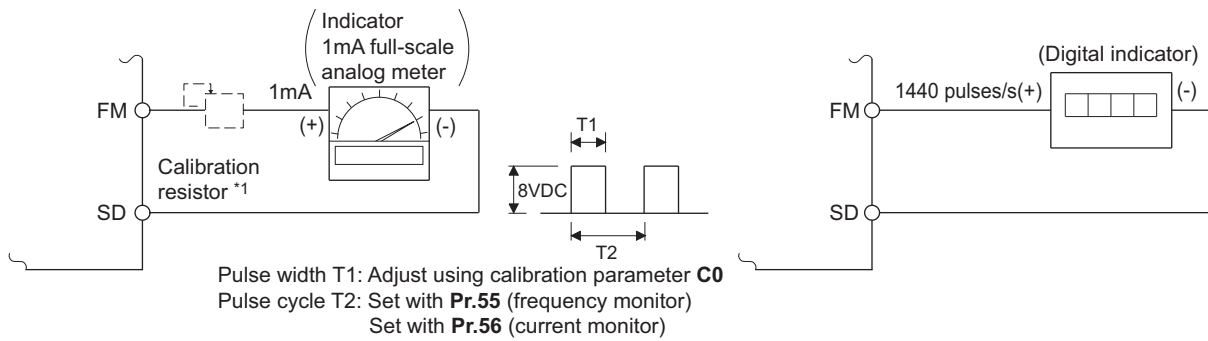 Indicator
1mA full-scale
analog meter
FM
1mA
(+)
(-)
Calibration
resistor *1
SD
T1
8VDC
T2
Pulse width T1: Adjust using calibration parameter C0
Pulse cycle T2: Set with Pr.55 (frequency monitor)
Set with Pr.56 (current monitor)
(Digital indicator)
FM
1440 pulses/s(+)
(-)
SD